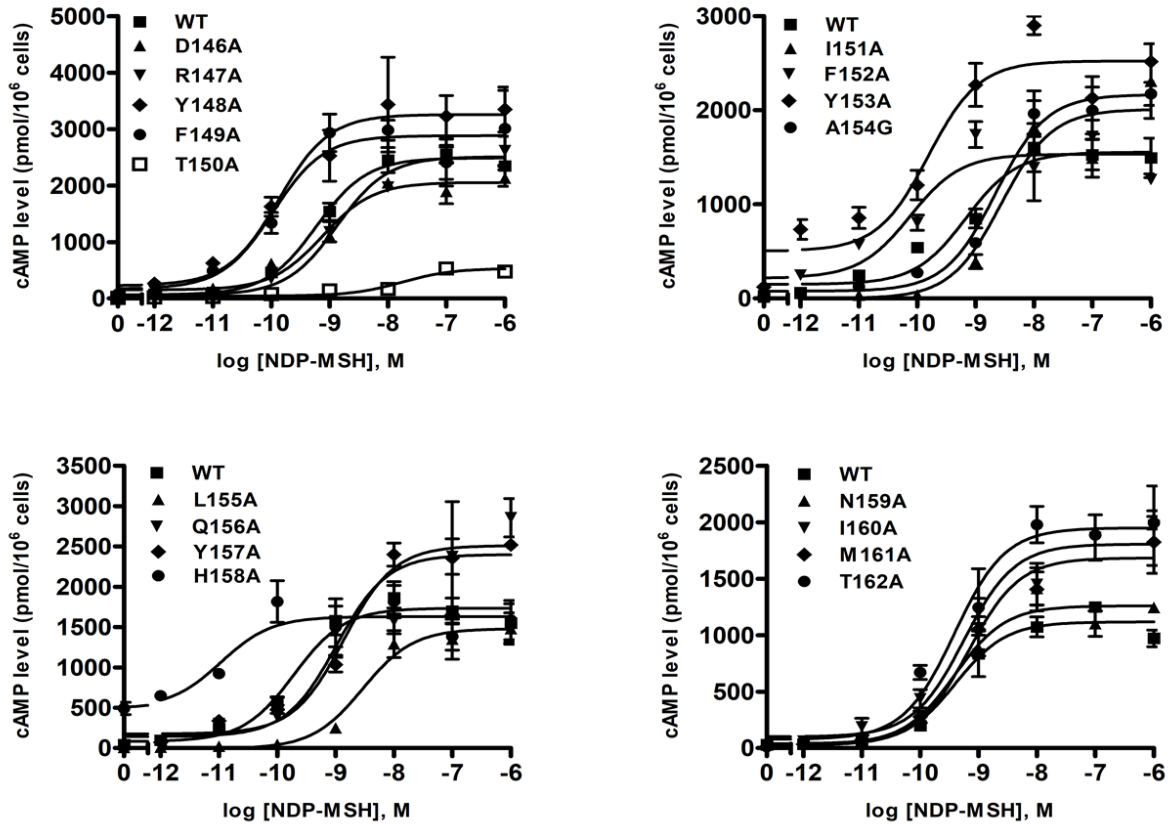 5000
4000
3000
2000
1000
0
cAMP level (pmol/10⁶ cells)
WT
D146A
R147A
Y148A
F149A
T150A
0 -12 -11 -10 -9 -8 -7 -6
log [NDP-MSH], M
3000
2000
1000
0
cAMP level (pmol/10⁶ cells)
WT
I151A
F152A
Y153A
A154G
0 -12 -11 -10 -9 -8 -7 -6
log [NDP-MSH], M
3500
3000
2500
2000
1500
1000
500
0
cAMP level (pmol/10⁶ cells)
WT
L155A
Q156A
Y157A
H158A
0 -12 -11 -10 -9 -8 -7 -6
log [NDP-MSH], M
2500
2000
1500
1000
500
0
cAMP level (pmol/10⁶ cells)
WT
N159A
I160A
M161A
T162A
0 -12 -11 -10 -9 -8 -7 -6
log [NDP-MSH], M